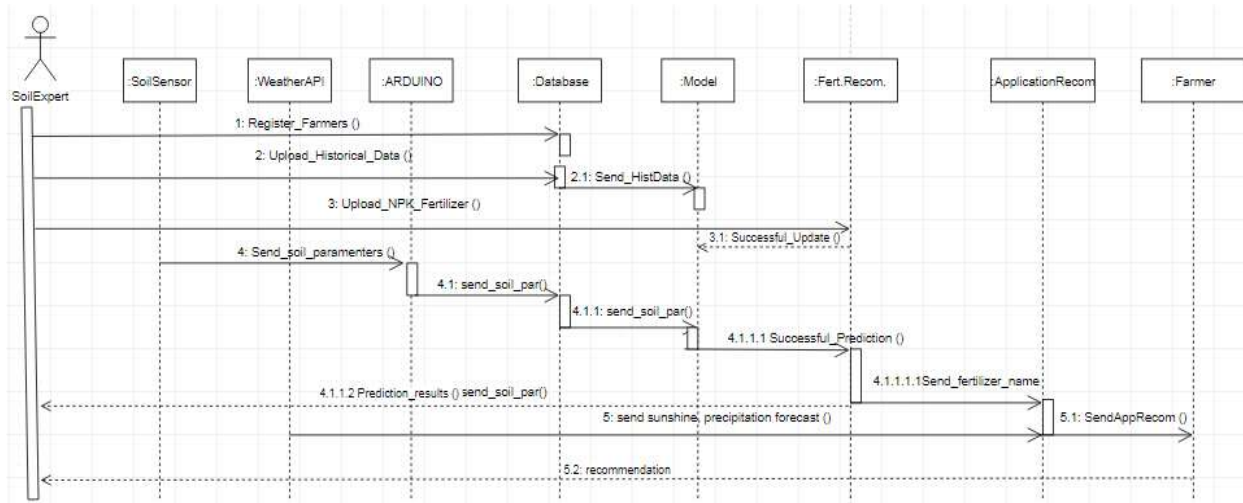 :SoilSensor
:WeatherAPI
:ARDUINO
:Database
:Model
:Fert.Recom.
:ApplicationRecom
:Farmer
SoilExpert
1: Register_Farmers ()
2: Upload_Historical_Data ()
2.1: Send_HistData ()
3: Upload_NPK_Fertilizer ()
3.1: Successful_Update ()
4: Send_soil_paramenters ()
4.1: send_soil_par()
4.1.1: send_soil_par()
4.1.1.1 Successful_Prediction ()
4.1.1.1.1Send_fertilizer_name
4.1.1.2 Prediction_results () send_soil_par()
5: send sunshine, precipitation forecast ()
5.1: SendAppRecom ()
5.2: recommendation